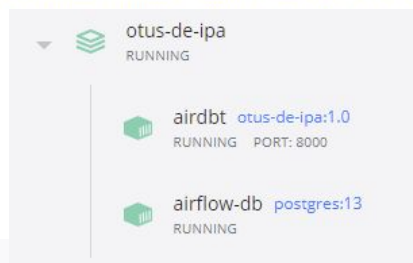 otus-de-ipa
RUNNING
airdbt otus-de-ipa:1.0
RUNNING PORT: 8000
airflow-db postgres:13
RUNNING